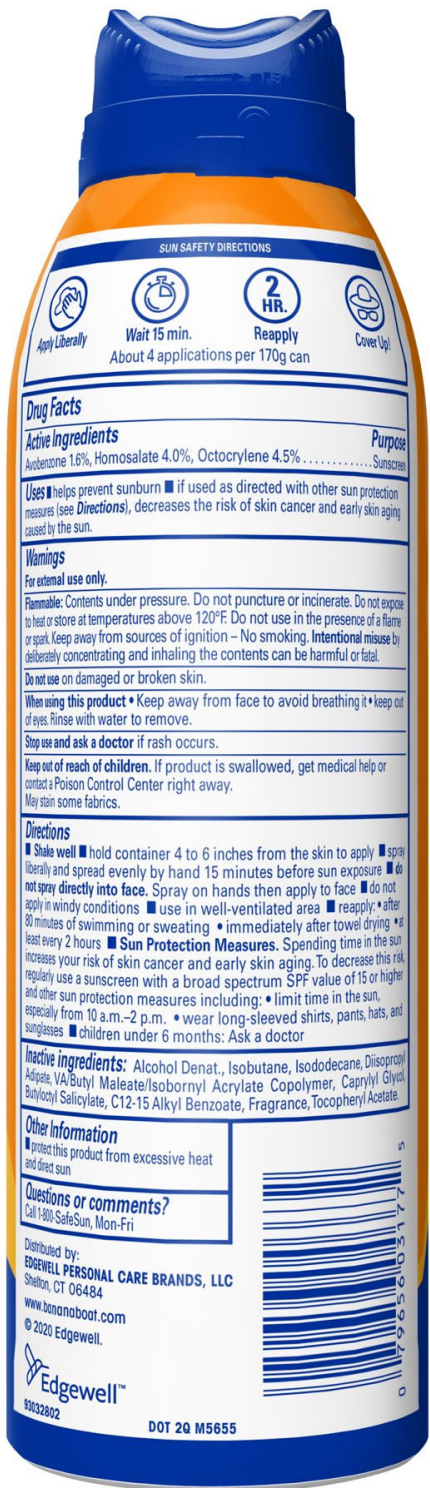 SUN SAFETY DIRECTIONS
Apply Liberally
Wait 15 min.
2
HR.
Reapply
Cover Up!
About 4 applications per 170g can
Drug Facts
Active Ingredients Purpose
Avobenzone 1.6%, Homosalate 4.0%, Octocrylene 4.5% . . . . . . . . . . . . . Sunscreen
Uses ■ helps prevent sunburn ■ if used as directed with other sun protection
measures (see Directions), decreases the risk of skin cancer and early skin aging
caused by the sun.
Warnings
For external use only.
Flammable: Contents under pressure. Do not puncture or incinerate. Do not expose
to heat or store at temperatures above 120°F. Do not use in the presence of a flame
or spark. Keep away from sources of ignition – No smoking. Intentional misuse by
deliberately concentrating and inhaling the contents can be harmful or fatal.
Do not use on damaged or broken skin.
When using this product • Keep away from face to avoid breathing it • keep out
of eyes. Rinse with water to remove.
Stop use and ask a doctor if rash occurs.
Keep out of reach of children. If product is swallowed, get medical help or
contact a Poison Control Center right away.
May stain some fabrics.
Directions
■ Shake well ■ hold container 4 to 6 inches from the skin to apply ■ spray
liberally and spread evenly by hand 15 minutes before sun exposure ■ do
not spray directly into face. Spray on hands then apply to face ■ do not
apply in windy conditions ■ use in well-ventilated area ■ reapply: • after
80 minutes of swimming or sweating • immediately after towel drying • at
least every 2 hours ■ Sun Protection Measures. Spending time in the sun
increases your risk of skin cancer and early skin aging. To decrease this risk,
regularly use a sunscreen with a broad spectrum SPF value of 15 or higher
and other sun protection measures including: • limit time in the sun,
especially from 10 a.m.–2 p.m. • wear long-sleeved shirts, pants, hats, and
sunglasses ■ children under 6 months: Ask a doctor
Inactive ingredients: Alcohol Denat., Isobutane, Isododecane, Diisopropyl
Adipate, VA/Butyl Maleate/Isobornyl Acrylate Copolymer, Caprylyl Glycol,
Butyloctyl Salicylate, C12-15 Alkyl Benzoate, Fragrance, Tocopheryl Acetate.
Other Information
■ protect this product from excessive heat
and direct sun
Questions or comments?
Call 1-800-SafeSun, Mon-Fri
Distributed by:
EDGEWELL PERSONAL CARE BRANDS, LLC
Shelton, CT 06484
www.bananaboat.com
© 2020 Edgewell.
Edgewell™
93032802
DOT 2Q M5655
0 79656 03177 5